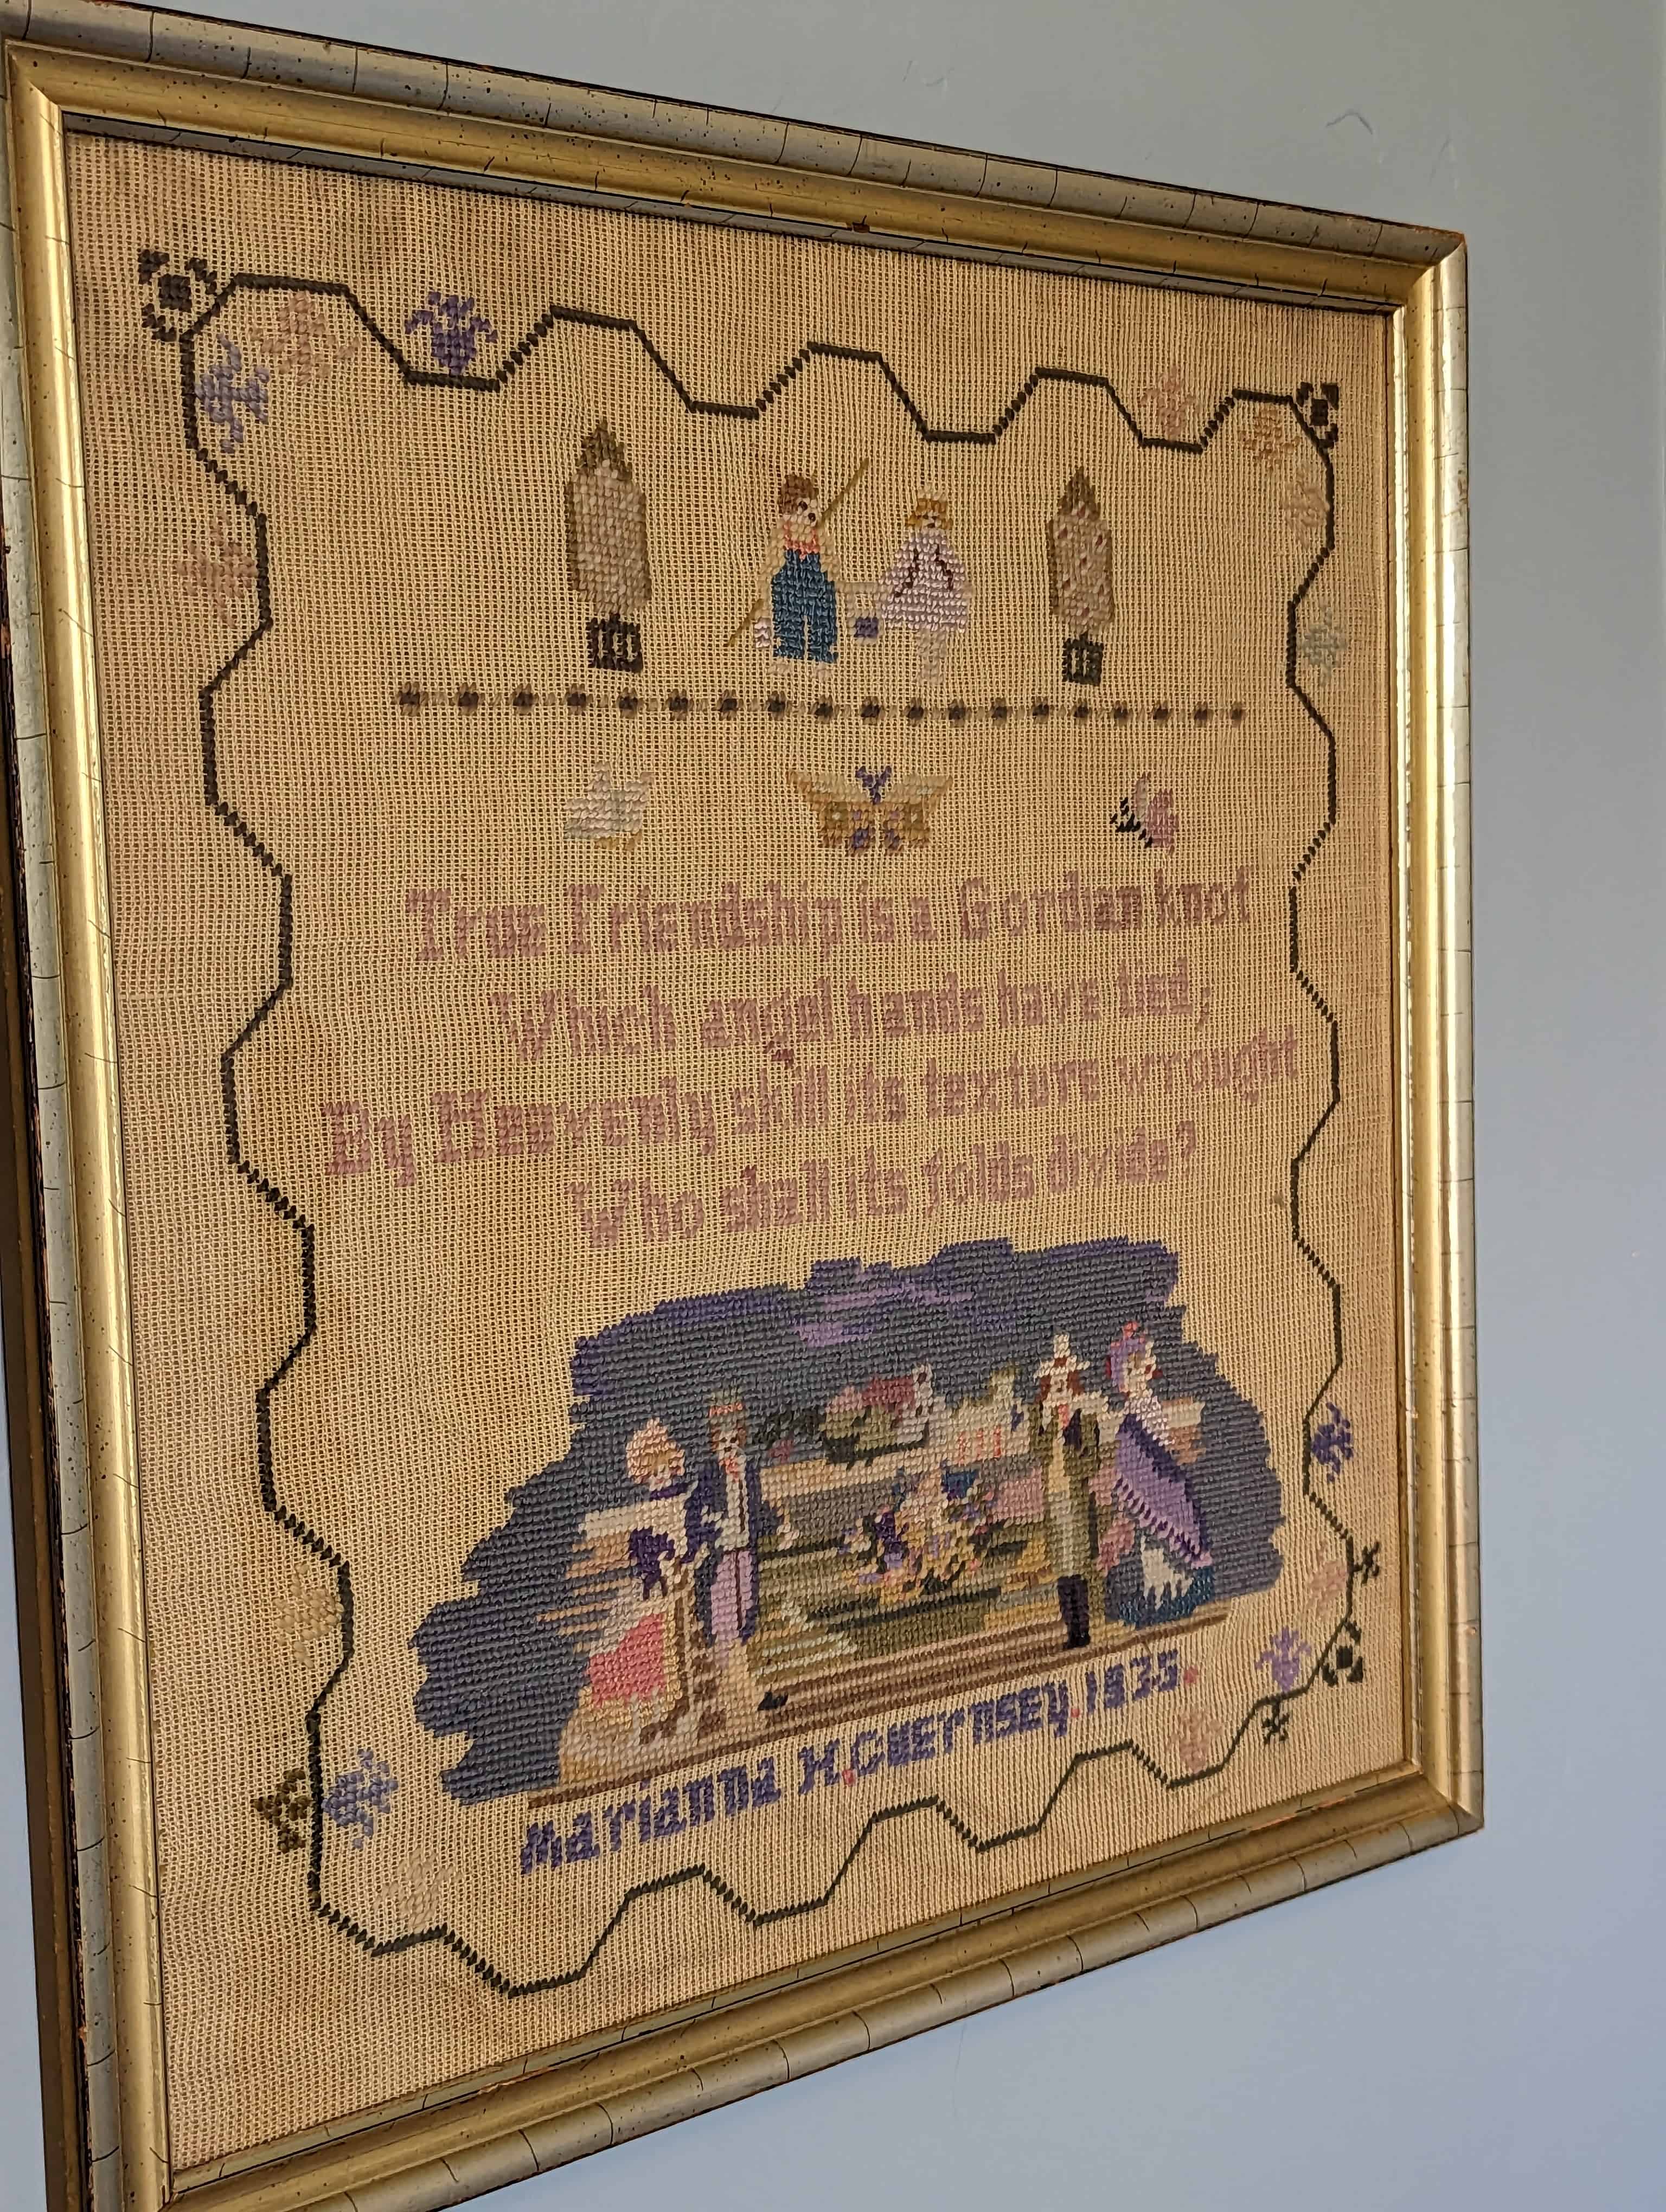 True Friendship is a Gordian knot
Which angel hands have tied;
By Heavenly skill its texture wrought
Who shall its folds divide?
Marianna H. Guernsey. 1835.